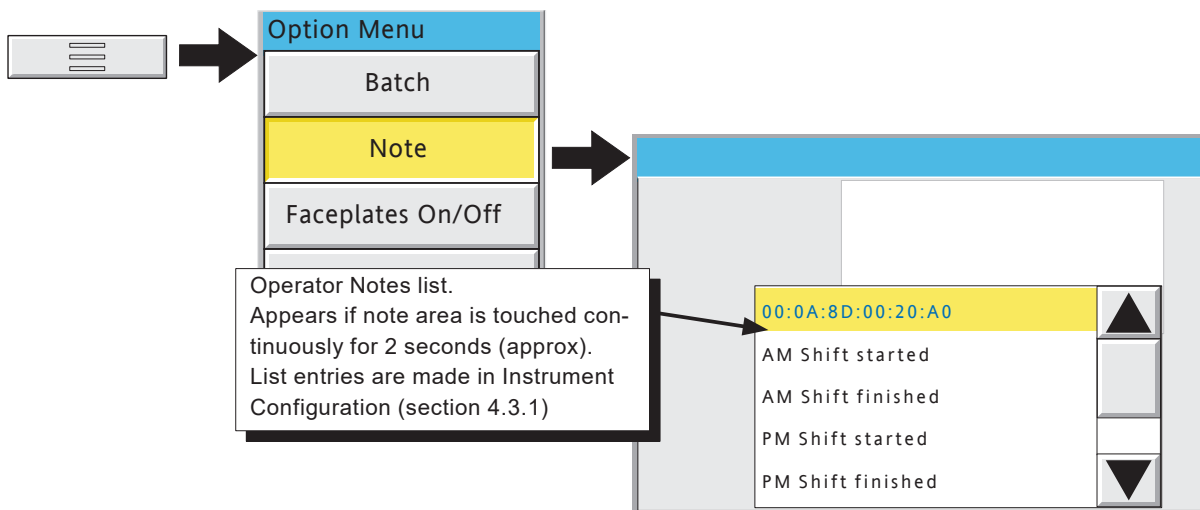 Option Menu
Batch
Note
Faceplates On/Off
Operator Notes list.
Appears if note area is touched con-
tinuously for 2 seconds (approx).
List entries are made in Instrument
Configuration (section 4.3.1)
00:0A:8D:00:20:A0
AM Shift started
AM Shift finished
PM Shift started
PM Shift finished